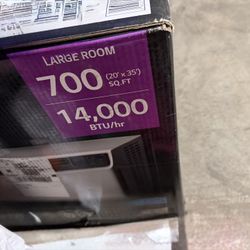 LARGE ROOM
700 (20' x 35')
SQ.FT
14,000
BTU/hr